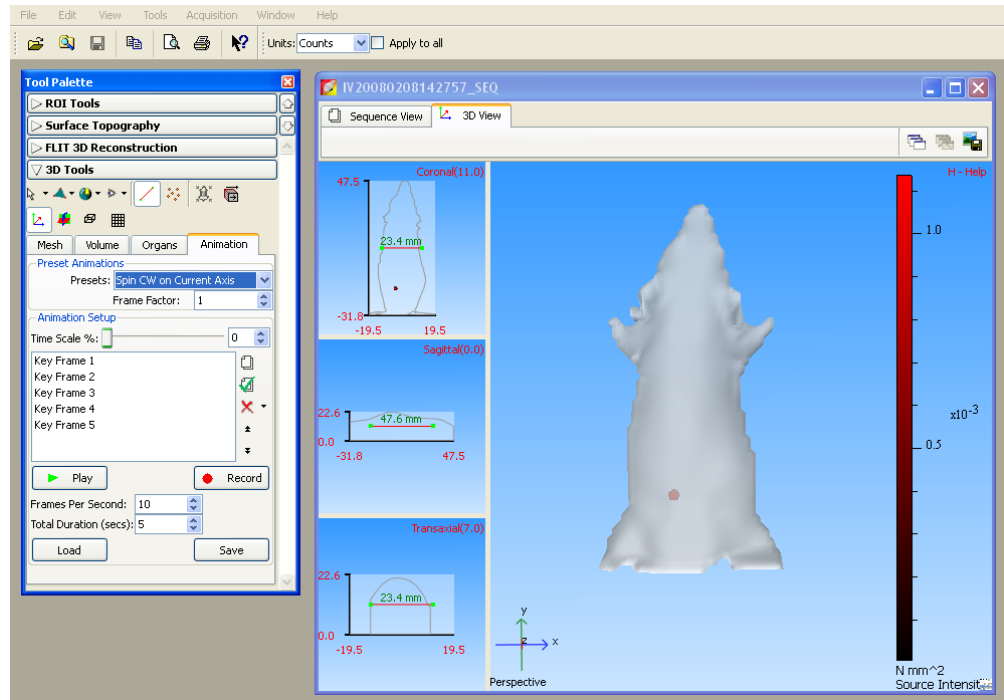 File Edit View Tools Acquisition Window Help
Units: Counts Apply to all
Tool Palette
ROI Tools
Surface Topography
FLIT 3D Reconstruction
3D Tools
Mesh Volume Organs Animation
Preset Animations
Presets: Spin CW on Current Axis
Frame Factor: 1
Animation Setup
Time Scale %: 0
Key Frame 1
Key Frame 2
Key Frame 3
Key Frame 4
Key Frame 5
Play Record
Frames Per Second: 10
Total Duration (secs): 5
Load Save
IV20080208142757_SEQ
Sequence View 3D View
Coronal(11.0)
47.5
23.4 mm
-31.8
-19.5 19.5
Sagittal(0.0)
22.6
47.6 mm
0.0
-31.8 47.5
Transaxial(7.0)
22.6
23.4 mm
0.0
-19.5 19.5
H - Help
1.0
x10-3
0.5
y
z x
Perspective
N mm^2
Source Intensit